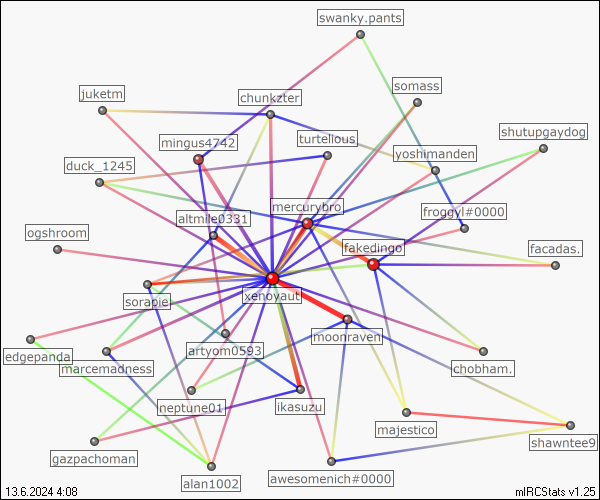 swanky.pants
somass
juketm
chunkzter
shutupgaydog
mingus4742
turtelious
yoshimanden
duck_1245
mercurybro
altmile0331
froggyl#0000
ogshroom
fakedingo
facadas.
sorapie
xenoyaut
moonraven
edgepanda
artyom0593
marcemadness
chobham.
neptune01
ikasuzu
majestico
shawntee9
gazpachoman
alan1002
awesomenich#0000
13.6.2024 4:08
mIRCStats v1.25